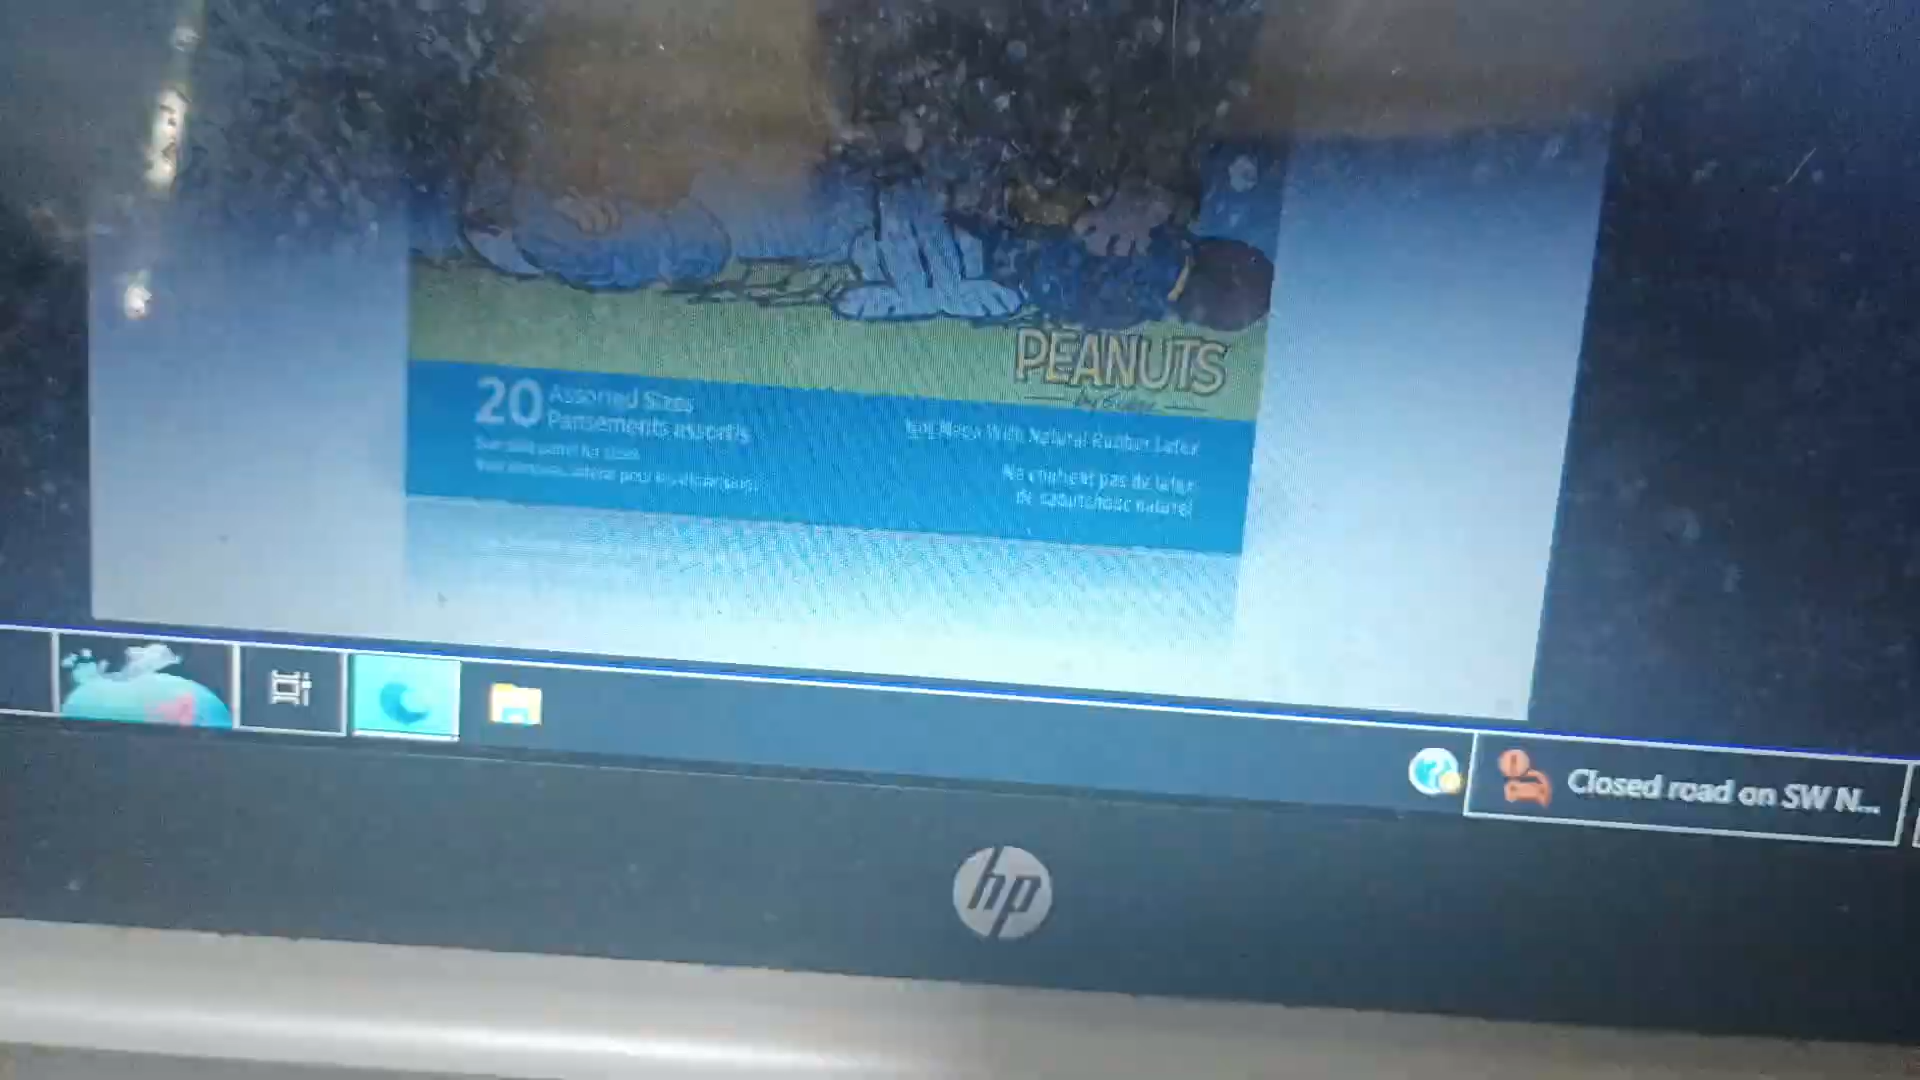 PEANUTS
20 Assorted Sizes
Pansements assortis
Not Made With Natural Rubber Latex
Ne contient pas de latex
de caoutchouc naturel
Closed road on SW N...
hp